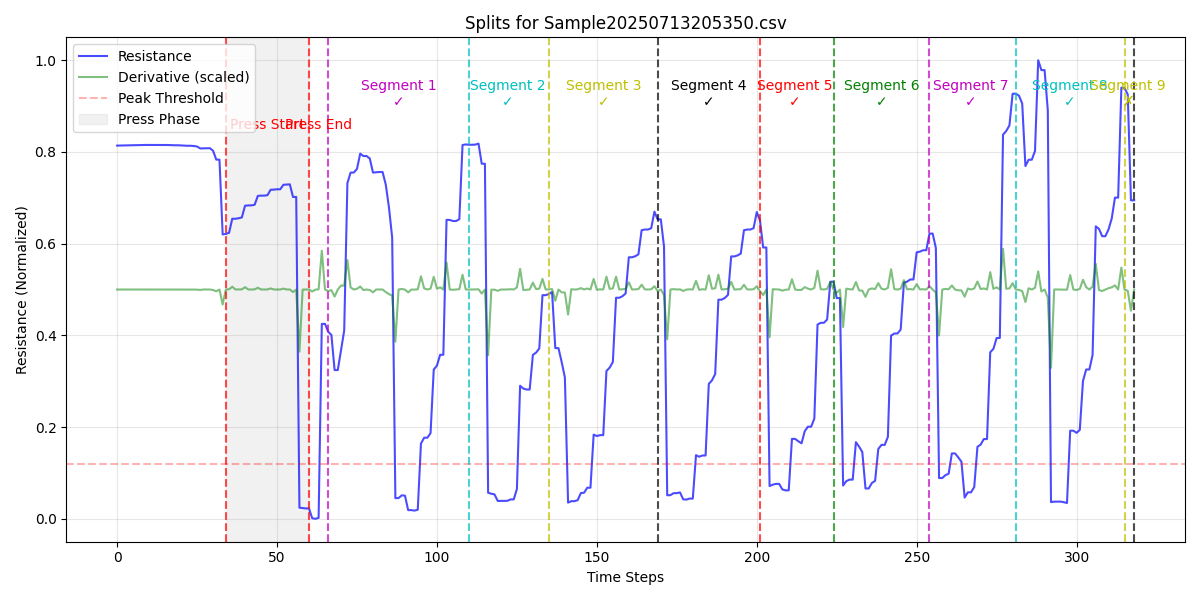 Splits for Sample20250713205350.csv
Resistance
Derivative (scaled)
Peak Threshold
Press Phase
Press Start
Press End
Segment 1
✓
Segment 2
✓
Segment 3
✓
Segment 4
✓
Segment 5
✓
Segment 6
✓
Segment 7
✓
Segment 8
✓
Segment 9
Resistance (Normalized)
1.0
0.8
0.6
0.4
0.2
0.0
0
50
100
150
200
250
300
Time Steps